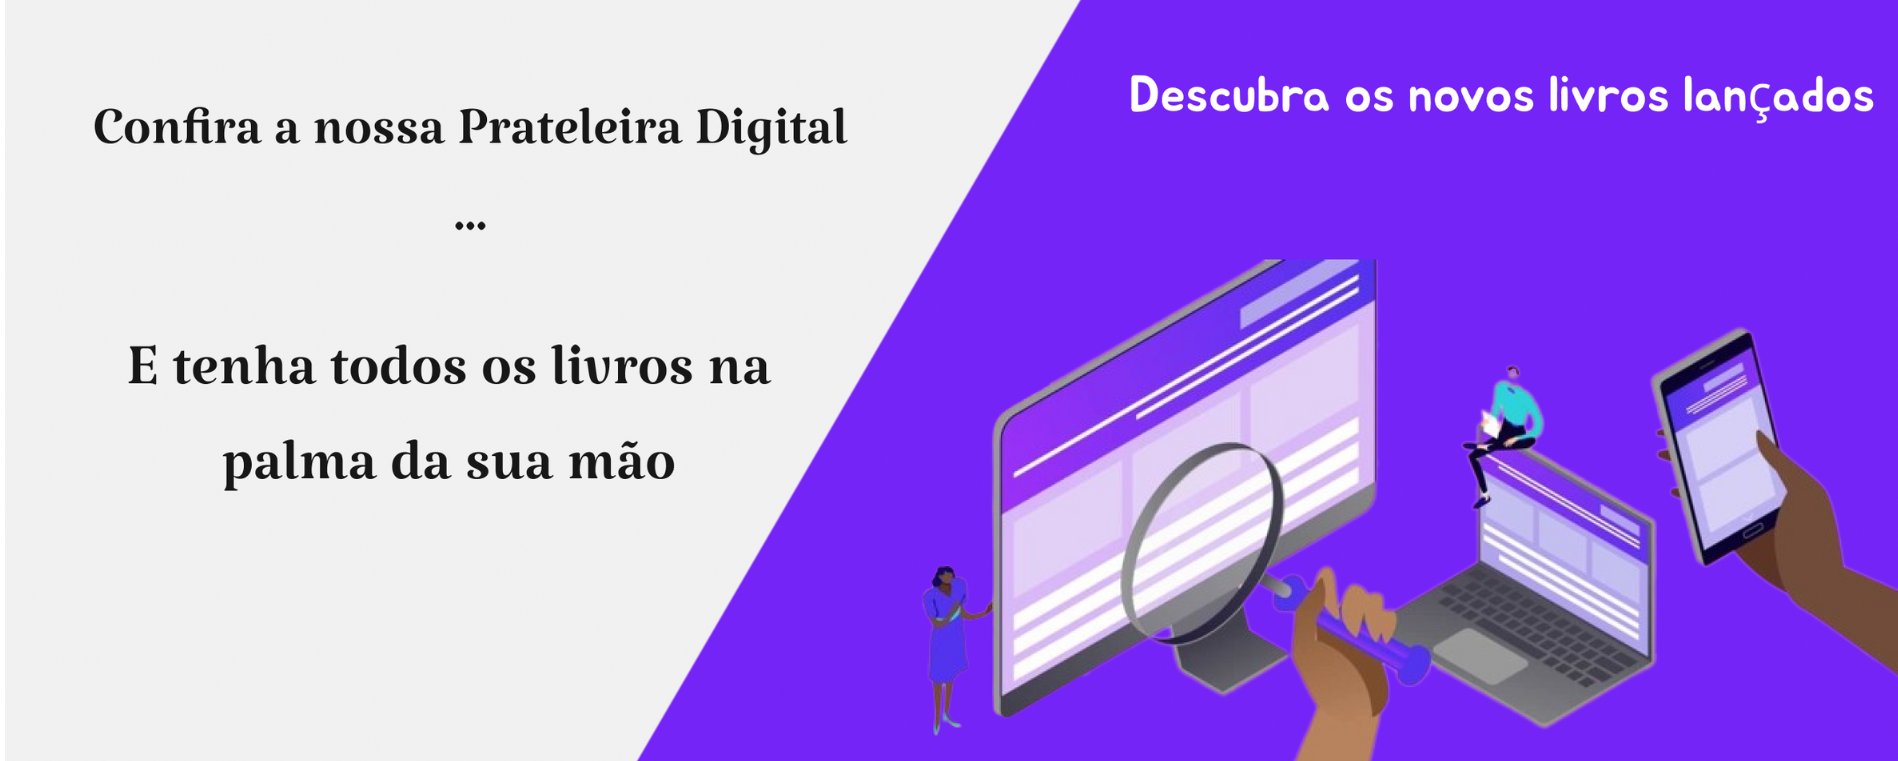 Confira a nossa Prateleira Digital
...
E tenha todos os livros na
palma da sua mão
Descubra os novos livros lançados